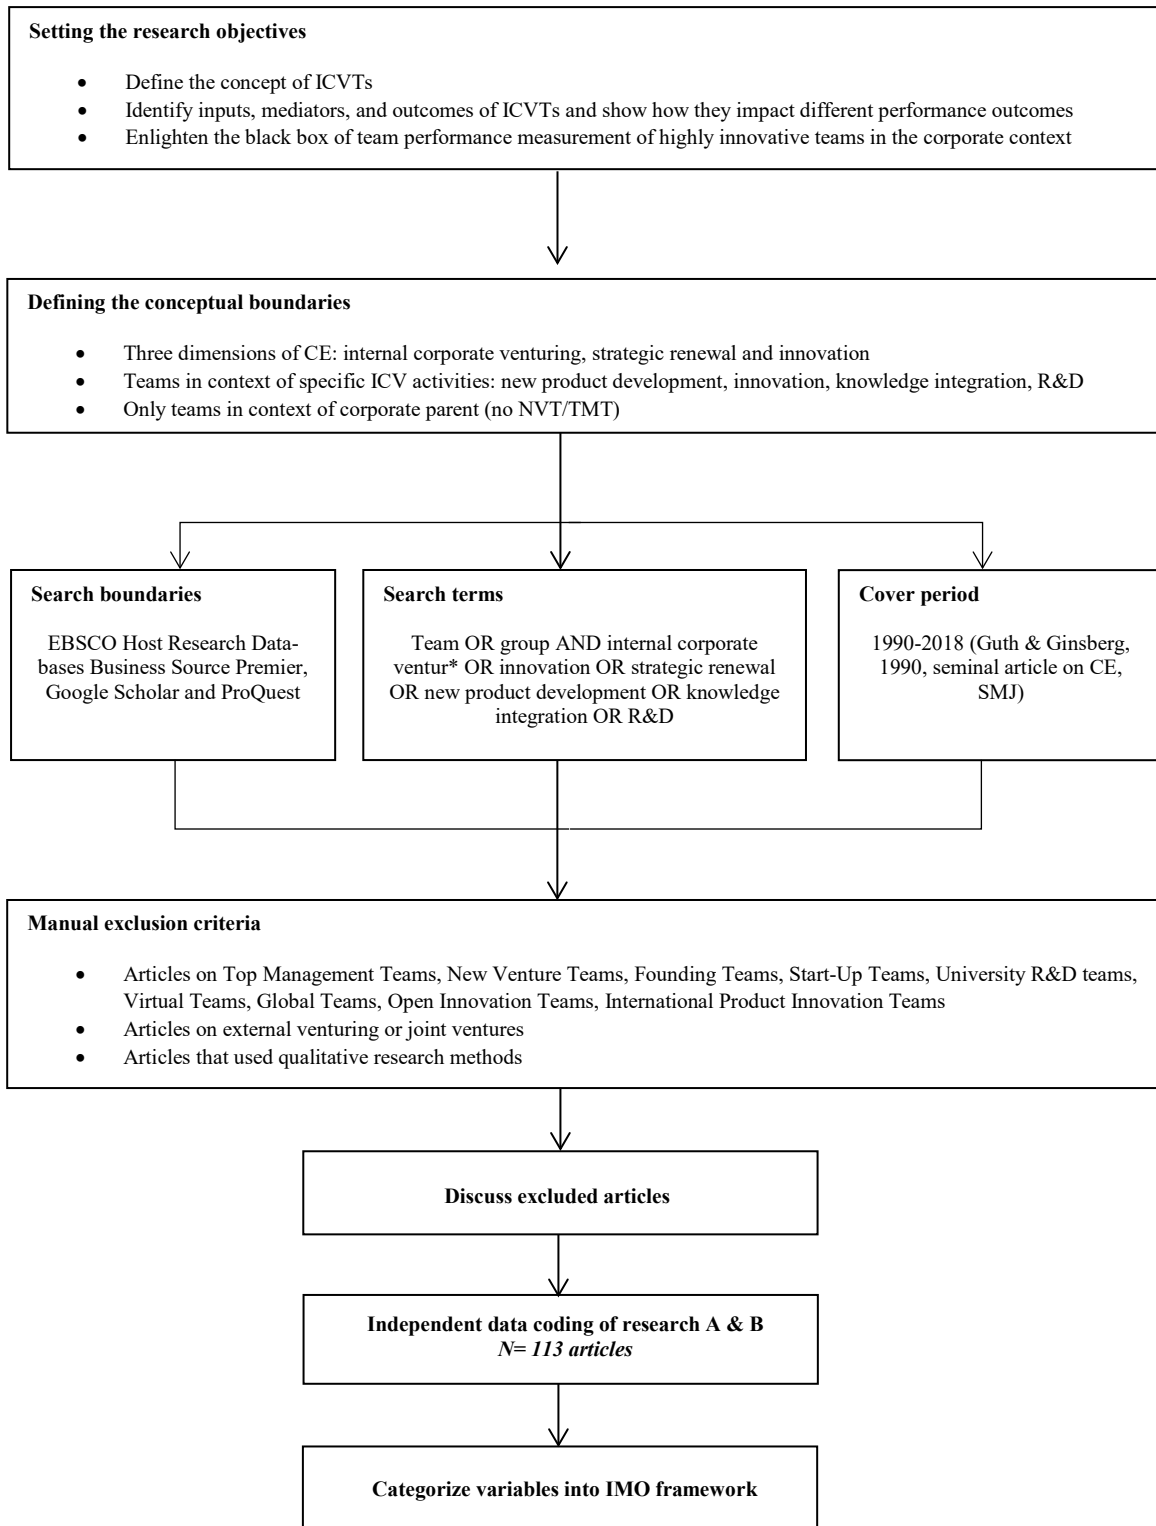 Setting the research objectives
• Define the concept of ICVTs
• Identify inputs, mediators, and outcomes of ICVTs and show how they impact different performance outcomes
• Enlighten the black box of team performance measurement of highly innovative teams in the corporate context
Defining the conceptual boundaries
• Three dimensions of CE: internal corporate venturing, strategic renewal and innovation
• Teams in context of specific ICV activities: new product development, innovation, knowledge integration, R&D
• Only teams in context of corporate parent (no NVT/TMT)
Search boundaries
EBSCO Host Research Data-
bases Business Source Premier,
Google Scholar and ProQuest
Search terms
Team OR group AND internal corporate
ventur* OR innovation OR strategic renewal
OR new product development OR knowledge
integration OR R&D
Cover period
1990-2018 (Guth & Ginsberg,
1990, seminal article on CE,
SMJ)
Manual exclusion criteria
• Articles on Top Management Teams, New Venture Teams, Founding Teams, Start-Up Teams, University R&D teams,
Virtual Teams, Global Teams, Open Innovation Teams, International Product Innovation Teams
• Articles on external venturing or joint ventures
• Articles that used qualitative research methods
Discuss excluded articles
Independent data coding of research A & B
N= 113 articles
Categorize variables into IMO framework